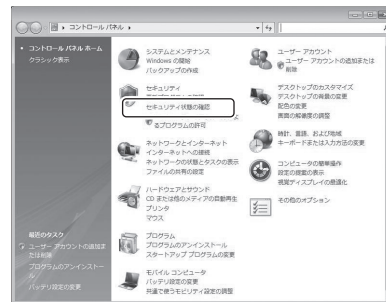 コントロール パネル
コントロール パネル ホーム
クラシック表示
システムとメンテナンス
Windows の開始
バックアップの作成
セキュリティ
セキュリティ状態の確認
るプログラムの許可
ネットワークとインターネット
インターネットへの接続
ネットワークの状態とタスクの表示
ファイルの共有の設定
ハードウェアとサウンド
CD または他のメディアの自動再生
プリンタ
マウス
プログラム
プログラムのアンインストール
スタートアップ プログラムの変更
モバイル コンピュータ
バッテリ設定の変更
共通で使うモビリティ設定の調整
ユーザー アカウント
ユーザー アカウントの追加または
削除
デスクトップのカスタマイズ
デスクトップの背景の変更
配色の変更
画面の解像度の調整
時計、言語、および地域
キーボードまたは入力方法の変更
コンピュータの簡単操作
設定の提案の表示
視覚ディスプレイの最適化
その他のオプション
最近のタスク
ユーザー アカウントの追加ま
たは削除
プログラムのアンインストー
ル
バッテリ設定の変更